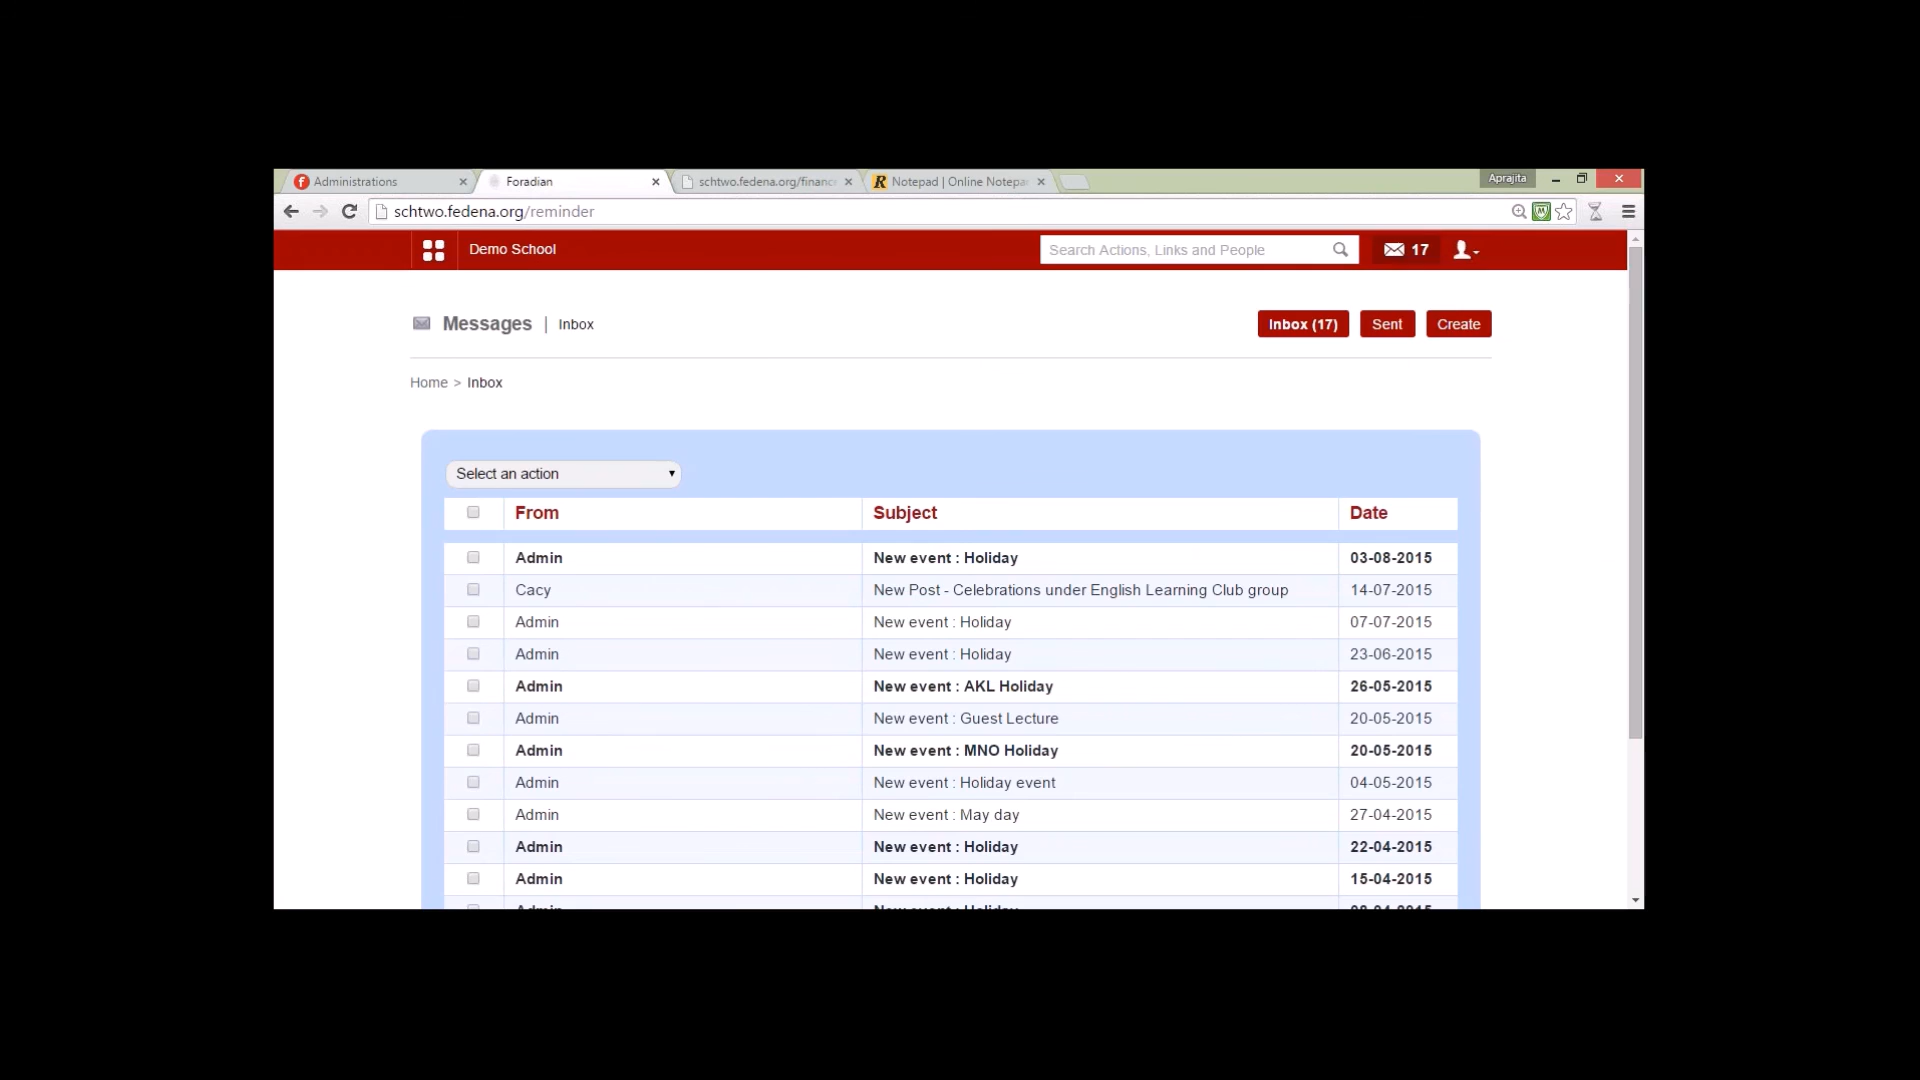 Administrations
Foradian
schtwo.fedena.org/financ
Notepad | Online Notepa
Aprajita
schtwo.fedena.org/reminder
Demo School
Search Actions, Links and People
17
Messages | Inbox
Inbox (17)
Sent
Create
Home > Inbox
Select an action
From Subject Date
Admin New event : Holiday 03-08-2015
Cacy New Post - Celebrations under English Learning Club group 14-07-2015
Admin New event : Holiday 07-07-2015
Admin New event : Holiday 23-06-2015
Admin New event : AKL Holiday 26-05-2015
Admin New event : Guest Lecture 20-05-2015
Admin New event : MNO Holiday 20-05-2015
Admin New event : Holiday event 04-05-2015
Admin New event : May day 27-04-2015
Admin New event : Holiday 22-04-2015
Admin New event : Holiday 15-04-2015